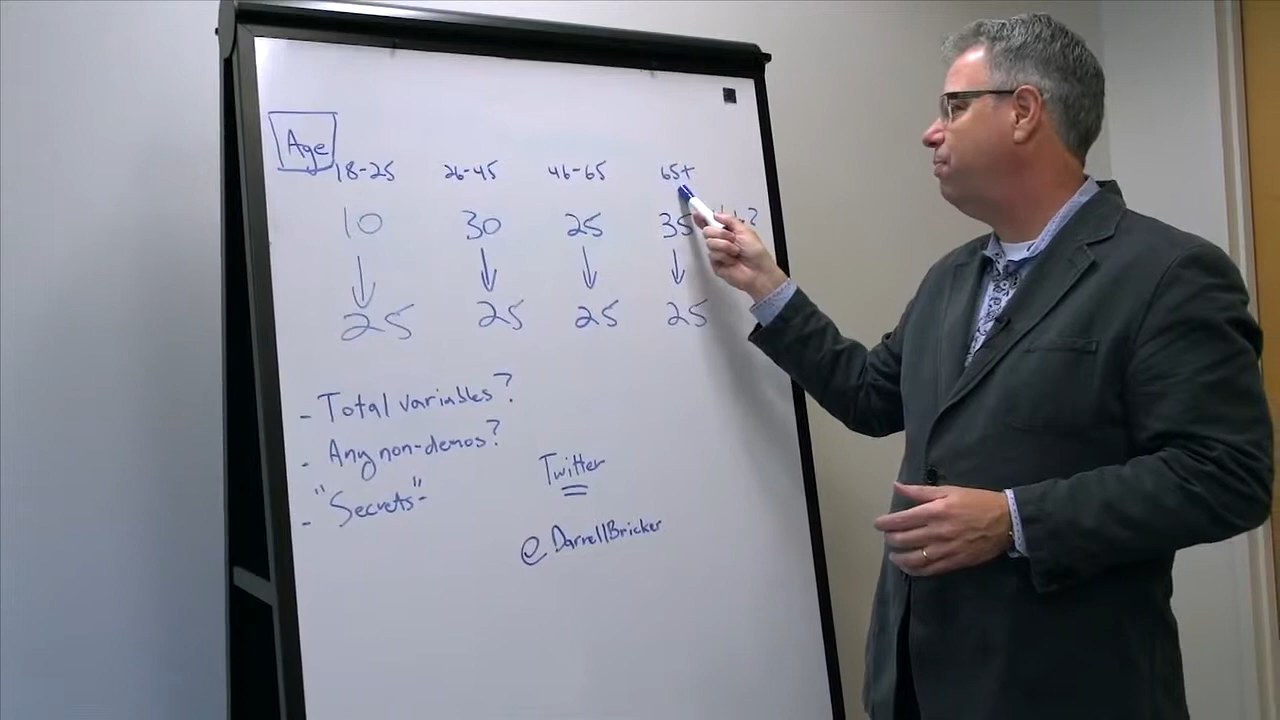 Age
18-25 26-45 46-65 65+
10 30 25 35
↓ ↓ ↓ ↓
25 25 25 25
- Total variables?
- Any non-demos?
- "Secrets"
Twitter
@DarrellBricker